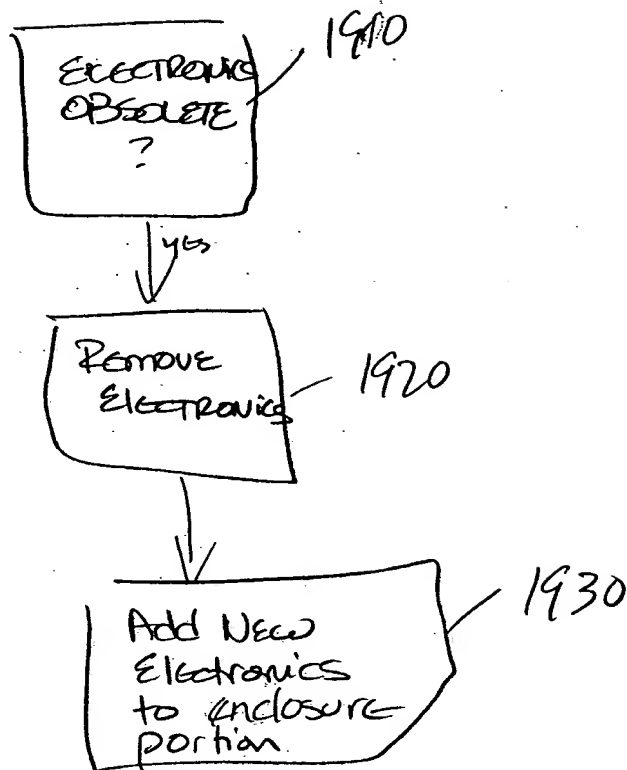 ELECTRONICS
OBSOLETE
?
1910
yes
Remove
Electronics
1920
Add New
Electronics
to enclosure
portion
1930